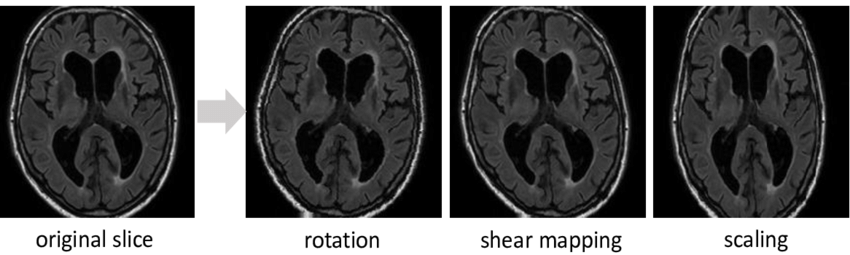 original slice
rotation
shear mapping
scaling